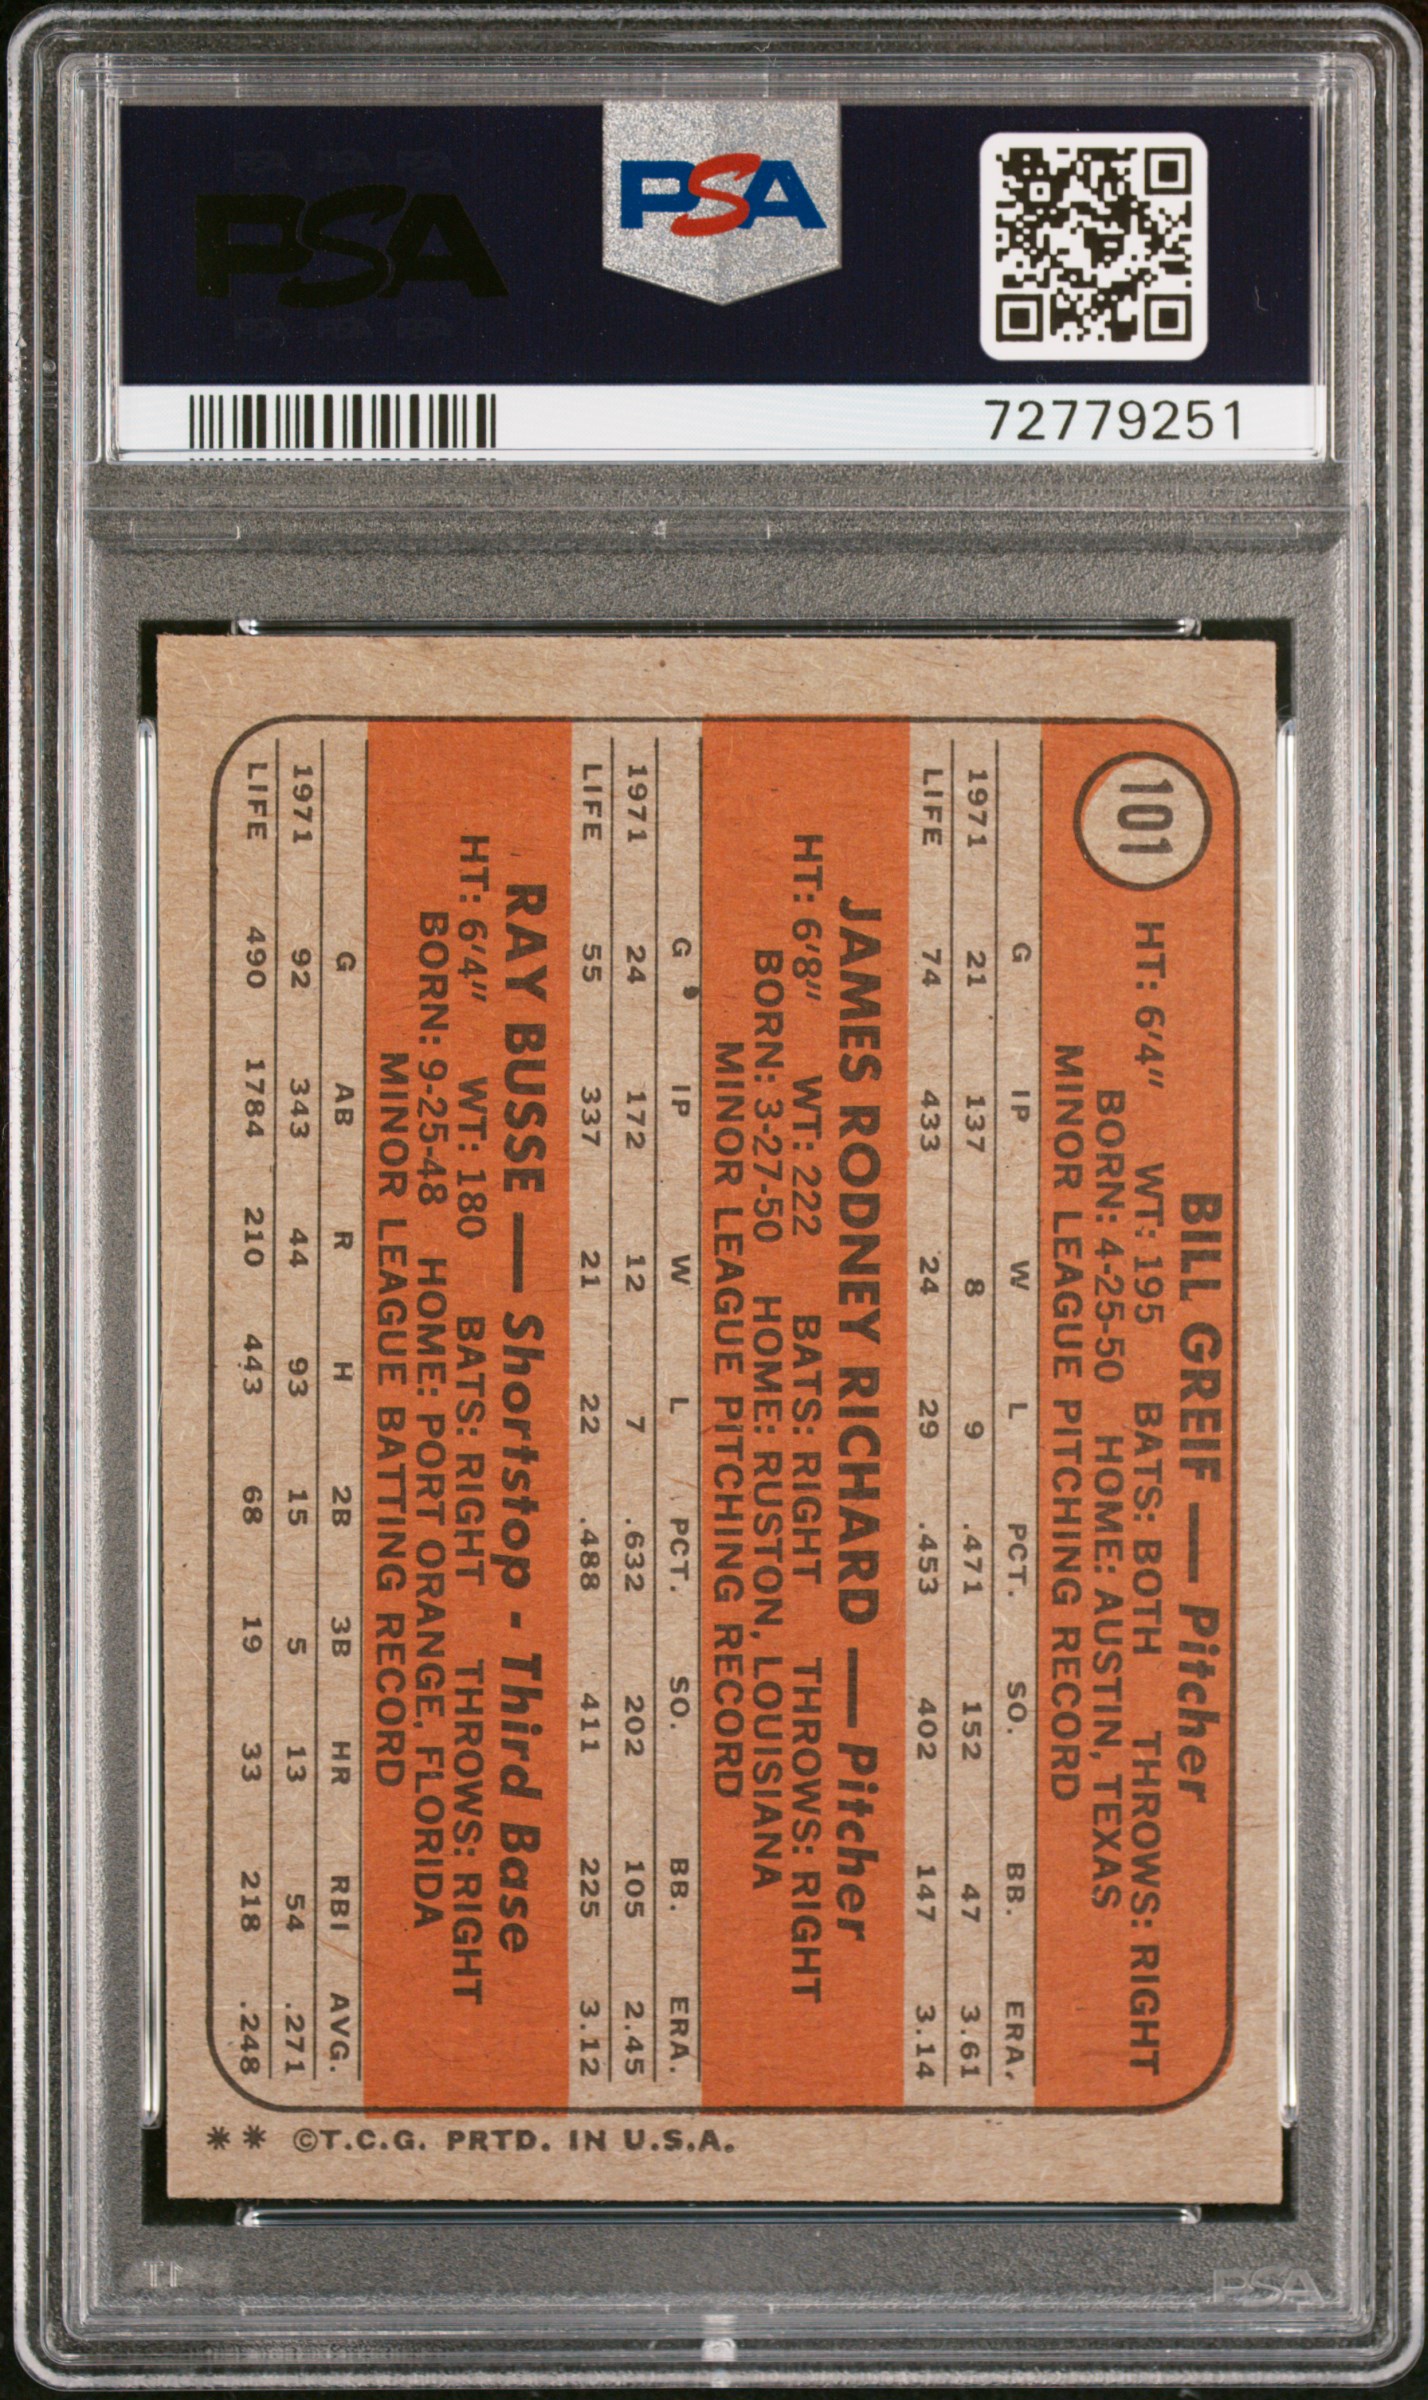 PSA
PSA
72779251
101
BILL GREIF — Pitcher
HT: 6'4" WT: 195 BATS: BOTH THROWS: RIGHT
BORN: 4-25-50 HOME: AUSTIN, TEXAS
MINOR LEAGUE PITCHING RECORD
G IP W L PCT. SO. BB. ERA.
1971 21 137 8 9 .471 152 47 3.61
LIFE 74 433 24 29 .453 402 147 3.14
JAMES RODNEY RICHARD — Pitcher
HT: 6'8" WT: 222 BATS: RIGHT THROWS: RIGHT
BORN: 3-27-50 HOME: RUSTON, LOUISIANA
MINOR LEAGUE PITCHING RECORD
G IP W L PCT. SO. BB. ERA.
1971 24 172 12 7 .632 202 105 2.45
LIFE 55 337 21 22 .488 411 225 3.12
RAY BUSSE — Shortstop - Third Base
HT: 6'4" WT: 180 BATS: RIGHT THROWS: RIGHT
BORN: 9-25-48 HOME: PORT ORANGE, FLORIDA
MINOR LEAGUE BATTING RECORD
G AB R H 2B 3B HR RBI AVG.
1971 92 343 44 93 15 5 13 54 .271
LIFE 490 1784 210 443 68 19 33 218 .248
** ©T.C.G. PRTD. IN U.S.A.
PSA